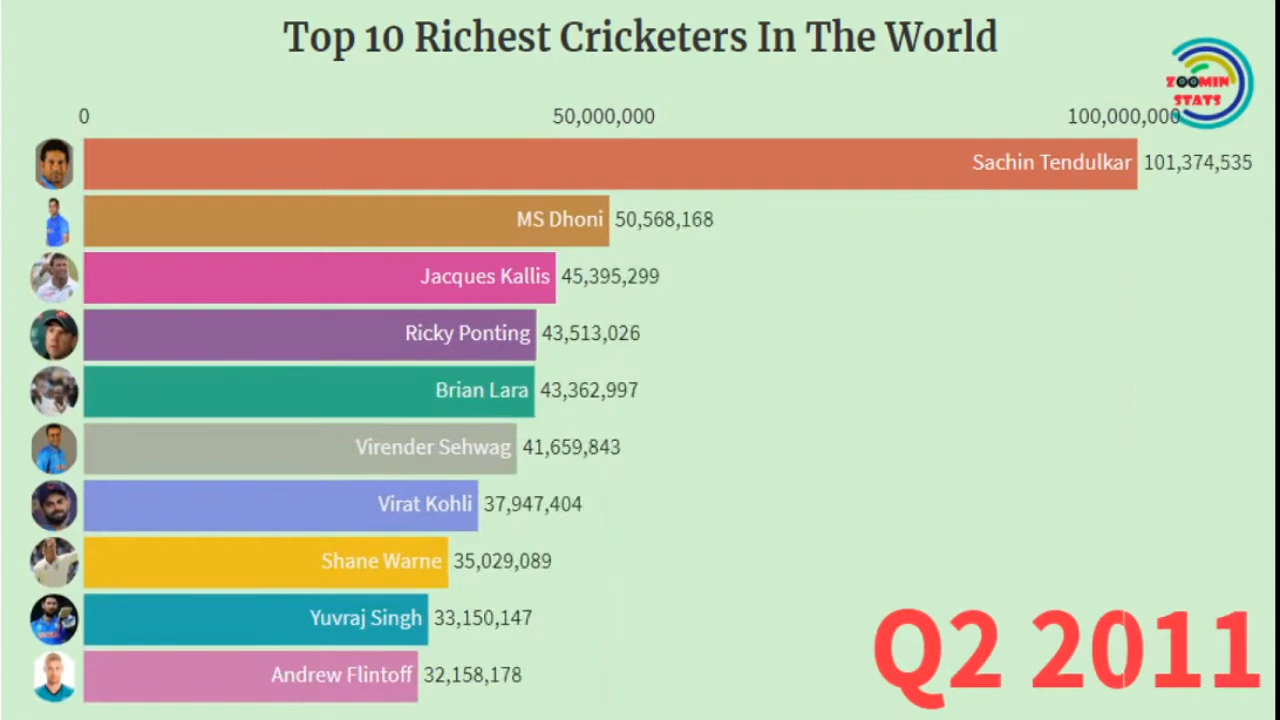 Top 10 Richest Cricketers In The World
ZOOMIN
STATS
0 50,000,000 100,000,000
Sachin Tendulkar 101,374,535
MS Dhoni 50,568,168
Jacques Kallis 45,395,299
Ricky Ponting 43,513,026
Brian Lara 43,362,997
Virender Sehwag 41,659,843
Virat Kohli 37,947,404
Shane Warne 35,029,089
Yuvraj Singh 33,150,147
Andrew Flintoff 32,158,178
Q2 2011